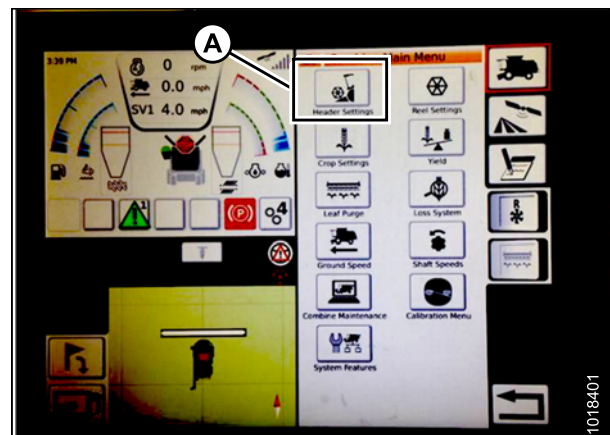 A
3:39 PM
0 rpm
0.0 mph
SV1 4.0 mph
1
(P)
4
Main Menu
Header Settings
Reel Settings
Crop Settings
Yield
Leaf Purge
Loss System
Ground Speed
Shaft Speeds
Combine Maintenance
Calibration Menu
System Features
R
1018401